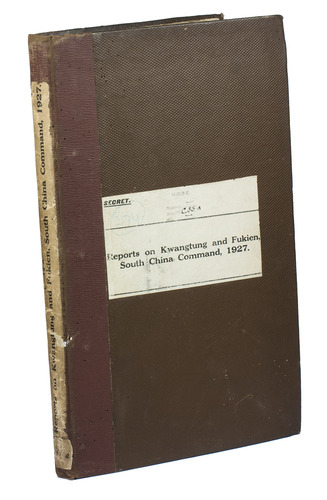 SECRET.
C.35A
Reports on Kwangtung and Fukien,
South China Command, 1927.
Reports on Kwangtung and Fukien, South China Command, 1927.